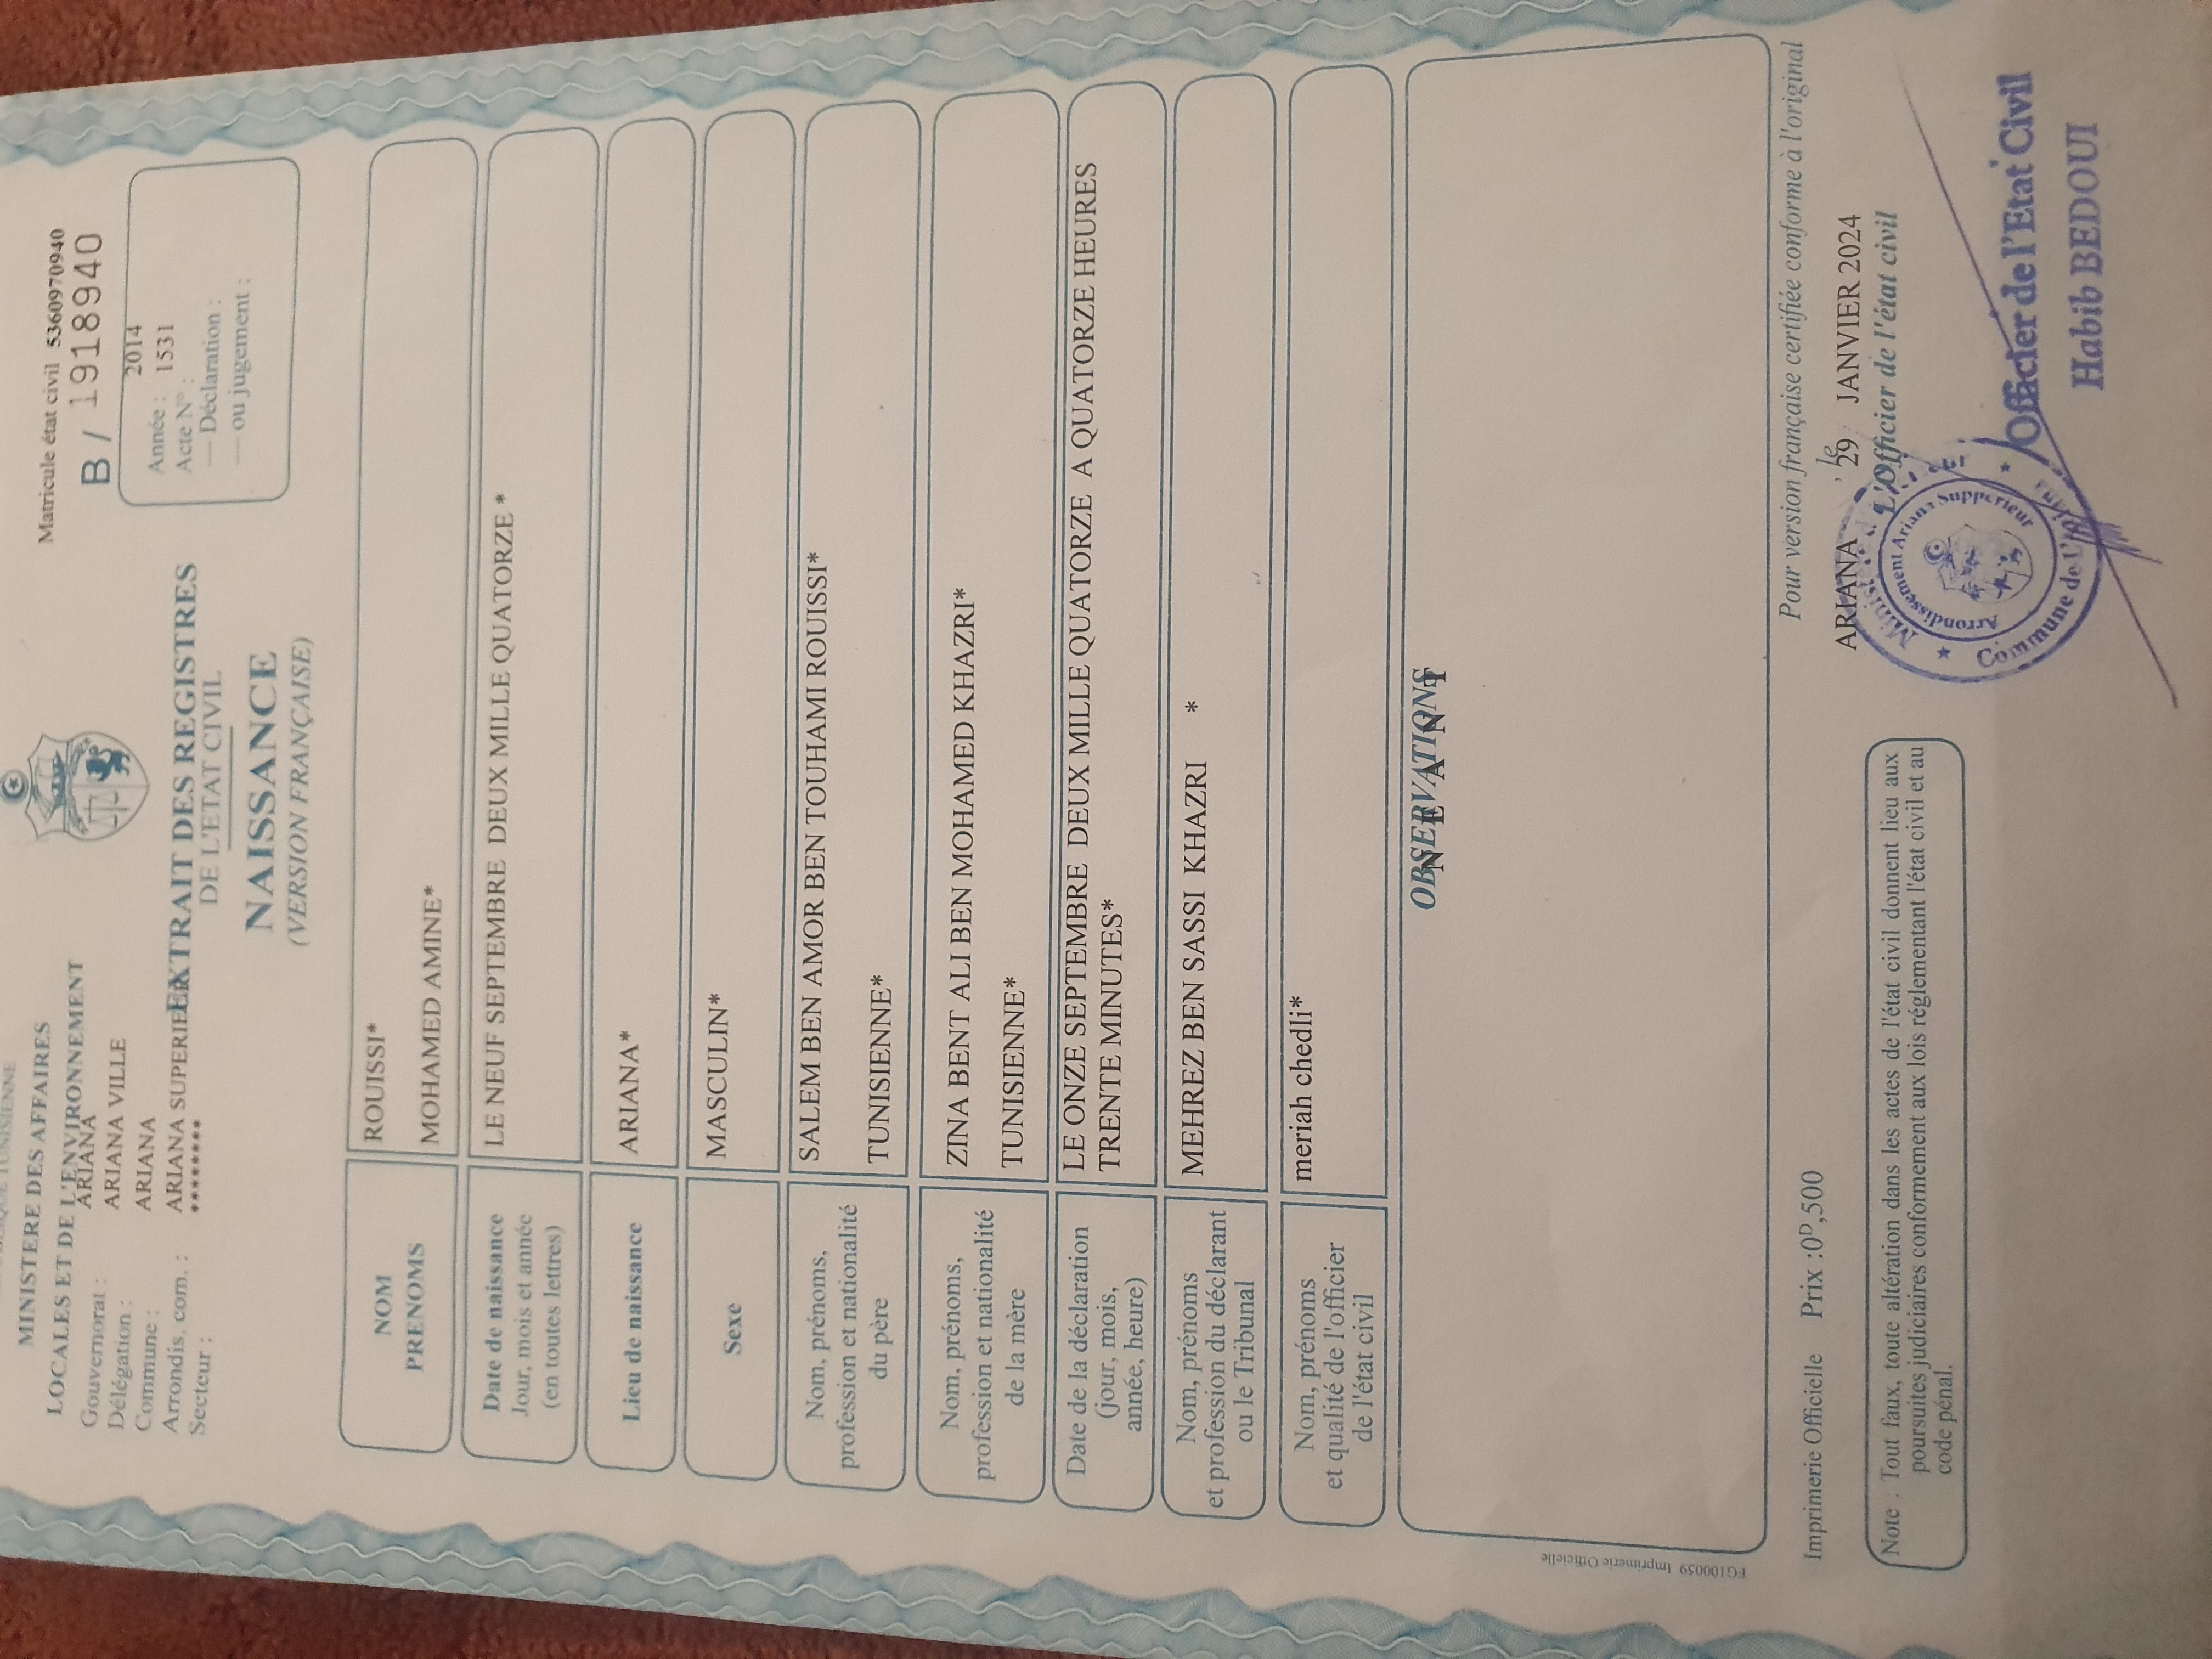 MINISTERE DES AFFAIRES
LOCALES ET DE L'ENVIRONNEMENT
Gouvernorat : ARIANA
Délégation : ARIANA VILLE
Commune : ARIANA
Arrondis, com. : ARIANA SUPERIEUR
Secteur : ********
Matricule état civil 5360970940
B / 1918940
Année : 2014
Acte N° : 1531
— Déclaration :
— ou jugement :
EXTRAIT DES REGISTRES
DE L'ETAT CIVIL
NAISSANCE
(VERSION FRANÇAISE)
NOM ROUISSI*
PRENOMS MOHAMED AMINE*
Date de naissance
Jour, mois et année
(en toutes lettres)
LE NEUF SEPTEMBRE DEUX MILLE QUATORZE *
Lieu de naissance ARIANA*
Sexe MASCULIN*
Nom, prénoms,
profession et nationalité
du père
SALEM BEN AMOR BEN TOUHAMI ROUISSI*
TUNISIENNE*
Nom, prénoms,
profession et nationalité
de la mère
ZINA BENT ALI BEN MOHAMED KHAZRI*
TUNISIENNE*
Date de la déclaration
(jour, mois,
année, heure)
LE ONZE SEPTEMBRE DEUX MILLE QUATORZE A QUATORZE HEURES
TRENTE MINUTES*
Nom, prénoms
et profession du déclarant
ou le Tribunal
MEHREZ BEN SASSI KHAZRI *
Nom, prénoms
et qualité de l'officier
de l'état civil
meriah chedli*
OBSERVATIONS
N E A N T
FG100059 Imprimerie Officielle
Imprimerie Officielle Prix :0ᴰ,500
Pour version française certifiée conforme à l'original
ARIANA , le 29 JANVIER 2024
L'Officier de l'état civil
Arrondissement Ariana Supperieur
Commune de L'Ariana
Officier de l'Etat Civil
Habib BEDOUI
Note : Tout faux, toute altération dans les actes de l'état civil donnent lieu aux
poursuites judiciaires conformement aux lois réglementant l'état civil et au
code pénal.